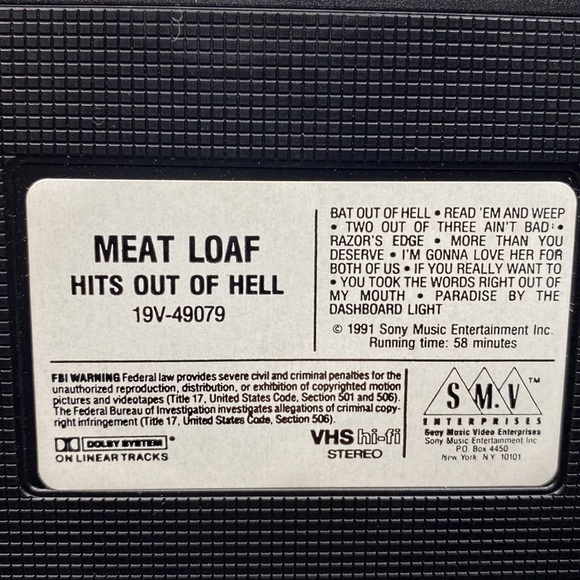 MEAT LOAF
HITS OUT OF HELL
19V-49079
BAT OUT OF HELL • READ 'EM AND WEEP
• TWO OUT OF THREE AIN'T BAD •
RAZOR'S EDGE • MORE THAN YOU
DESERVE • I'M GONNA LOVE HER FOR
BOTH OF US • IF YOU REALLY WANT TO
• YOU TOOK THE WORDS RIGHT OUT
OF MY MOUTH • PARADISE BY THE
DASHBOARD LIGHT
© 1991 Sony Music Entertainment Inc.
Running time: 58 minutes
FBI WARNING Federal law provides severe civil and criminal penalties for the
unauthorized reproduction, distribution, or exhibition of copyrighted motion
pictures and videotapes (Title 17, United States Code, Section 501 and 506).
The Federal Bureau of Investigation investigates allegations of criminal copy-
right infringement (Title 17, United States Code, Section 506).
DOLBY SYSTEM ®
ON LINEAR TRACKS
VHS hi-fi
STEREO
S M.V ™
ENTERPRISES
Sony Music Video Enterprises
Sony Music Entertainment Inc
PO Box 4450
New York NY 10101